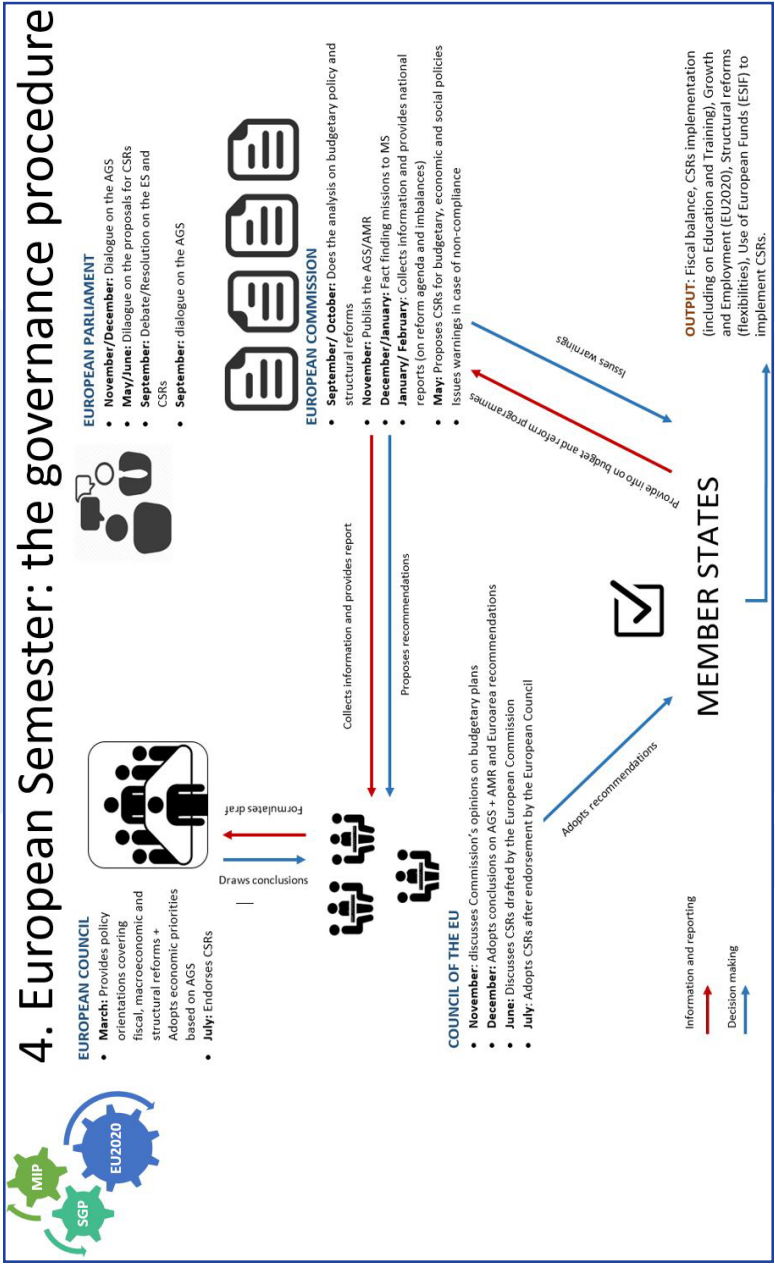 4. European Semester: the governance procedure
MIP
SGP
EU2020
EUROPEAN COUNCIL
• March: Provides policy
orientations covering
fiscal, macroeconomic and
structural reforms +
Adopts economic priorities
based on AGS
• July: Endorses CSRs
EUROPEAN PARLIAMENT
• November/December: Dialogue on the AGS
• May/June: Dilaogue on the proposals for CSRs
• September: Debate/Resolution on the ES and
CSRs
• September: dialogue on the AGS
Draws conclusions
Formulates draf
EUROPEAN COMMISSION
• September/ October: Does the analysis on budgetary policy and
structural reforms
• November: Publish the AGS/AMR
• December/January: Fact finding missions to MS
• January/ February: Collects information and provides national
reports (on reform agenda and imbalances)
• May: Proposes CSRs for budgetary, economic and social policies
• Issues warnings in case of non-compliance
Collects information and provides report
Proposes recommendations
COUNCIL OF THE EU
• November: discusses Commission's opinions on budgetary plans
• December: Adopts conclusions on AGS + AMR and Euroarea recommendations
• June: Discusses CSRs drafted by the European Commission
• July: Adopts CSRs after endorsement by the European Council
Adopts recommendations
Provide info on budget and reform programmes
Issues warnings
MEMBER STATES
Information and reporting
Decision making
OUTPUT: Fiscal balance, CSRs implementation
(including on Education and Training), Growth
and Employment (EU2020), Structural reforms
(flexibilities), Use of European Funds (ESIF) to
implement CSRs.